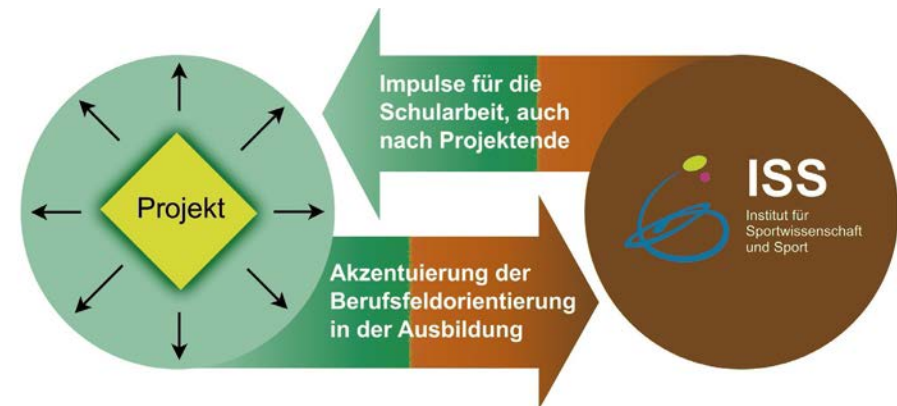 Impulse für die
Schularbeit, auch
nach Projektende
Projekt
ISS
Institut für
Sportwissenschaft
und Sport
Akzentuierung der
Berufsfeldorientierung
in der Ausbildung